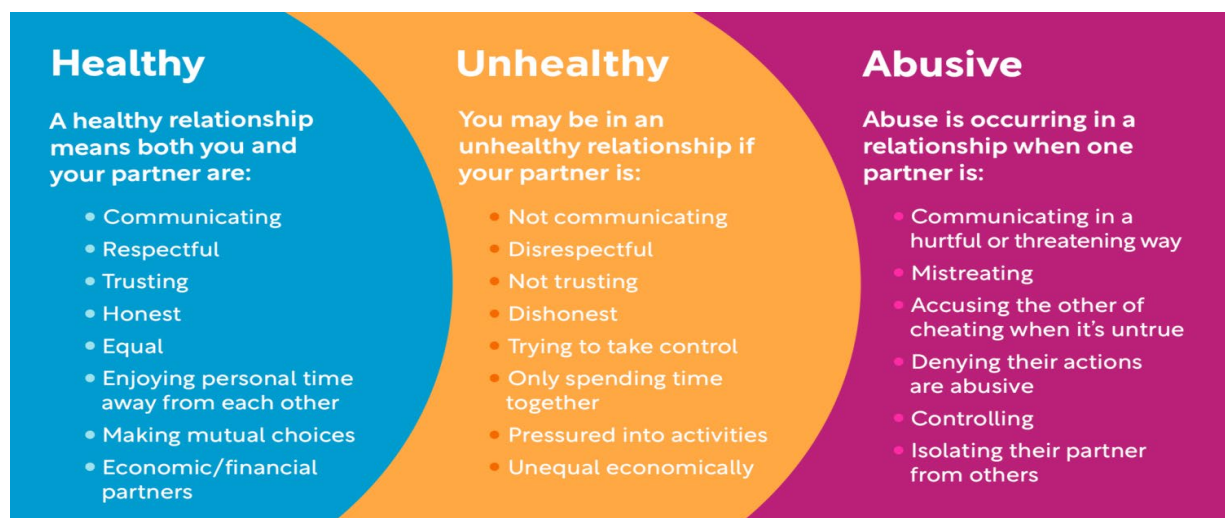 Healthy
A healthy relationship
means both you and
your partner are:
• Communicating
• Respectful
• Trusting
• Honest
• Equal
• Enjoying personal time
away from each other
• Making mutual choices
• Economic/financial
partners
Unhealthy
You may be in an
unhealthy relationship if
your partner is:
• Not communicating
• Disrespectful
• Not trusting
• Dishonest
• Trying to take control
• Only spending time
together
• Pressured into activities
• Unequal economically
Abusive
Abuse is occurring in a
relationship when one
partner is:
• Communicating in a
hurtful or threatening way
• Mistreating
• Accusing the other of
cheating when it's untrue
• Denying their actions
are abusive
• Controlling
• Isolating their partner
from others